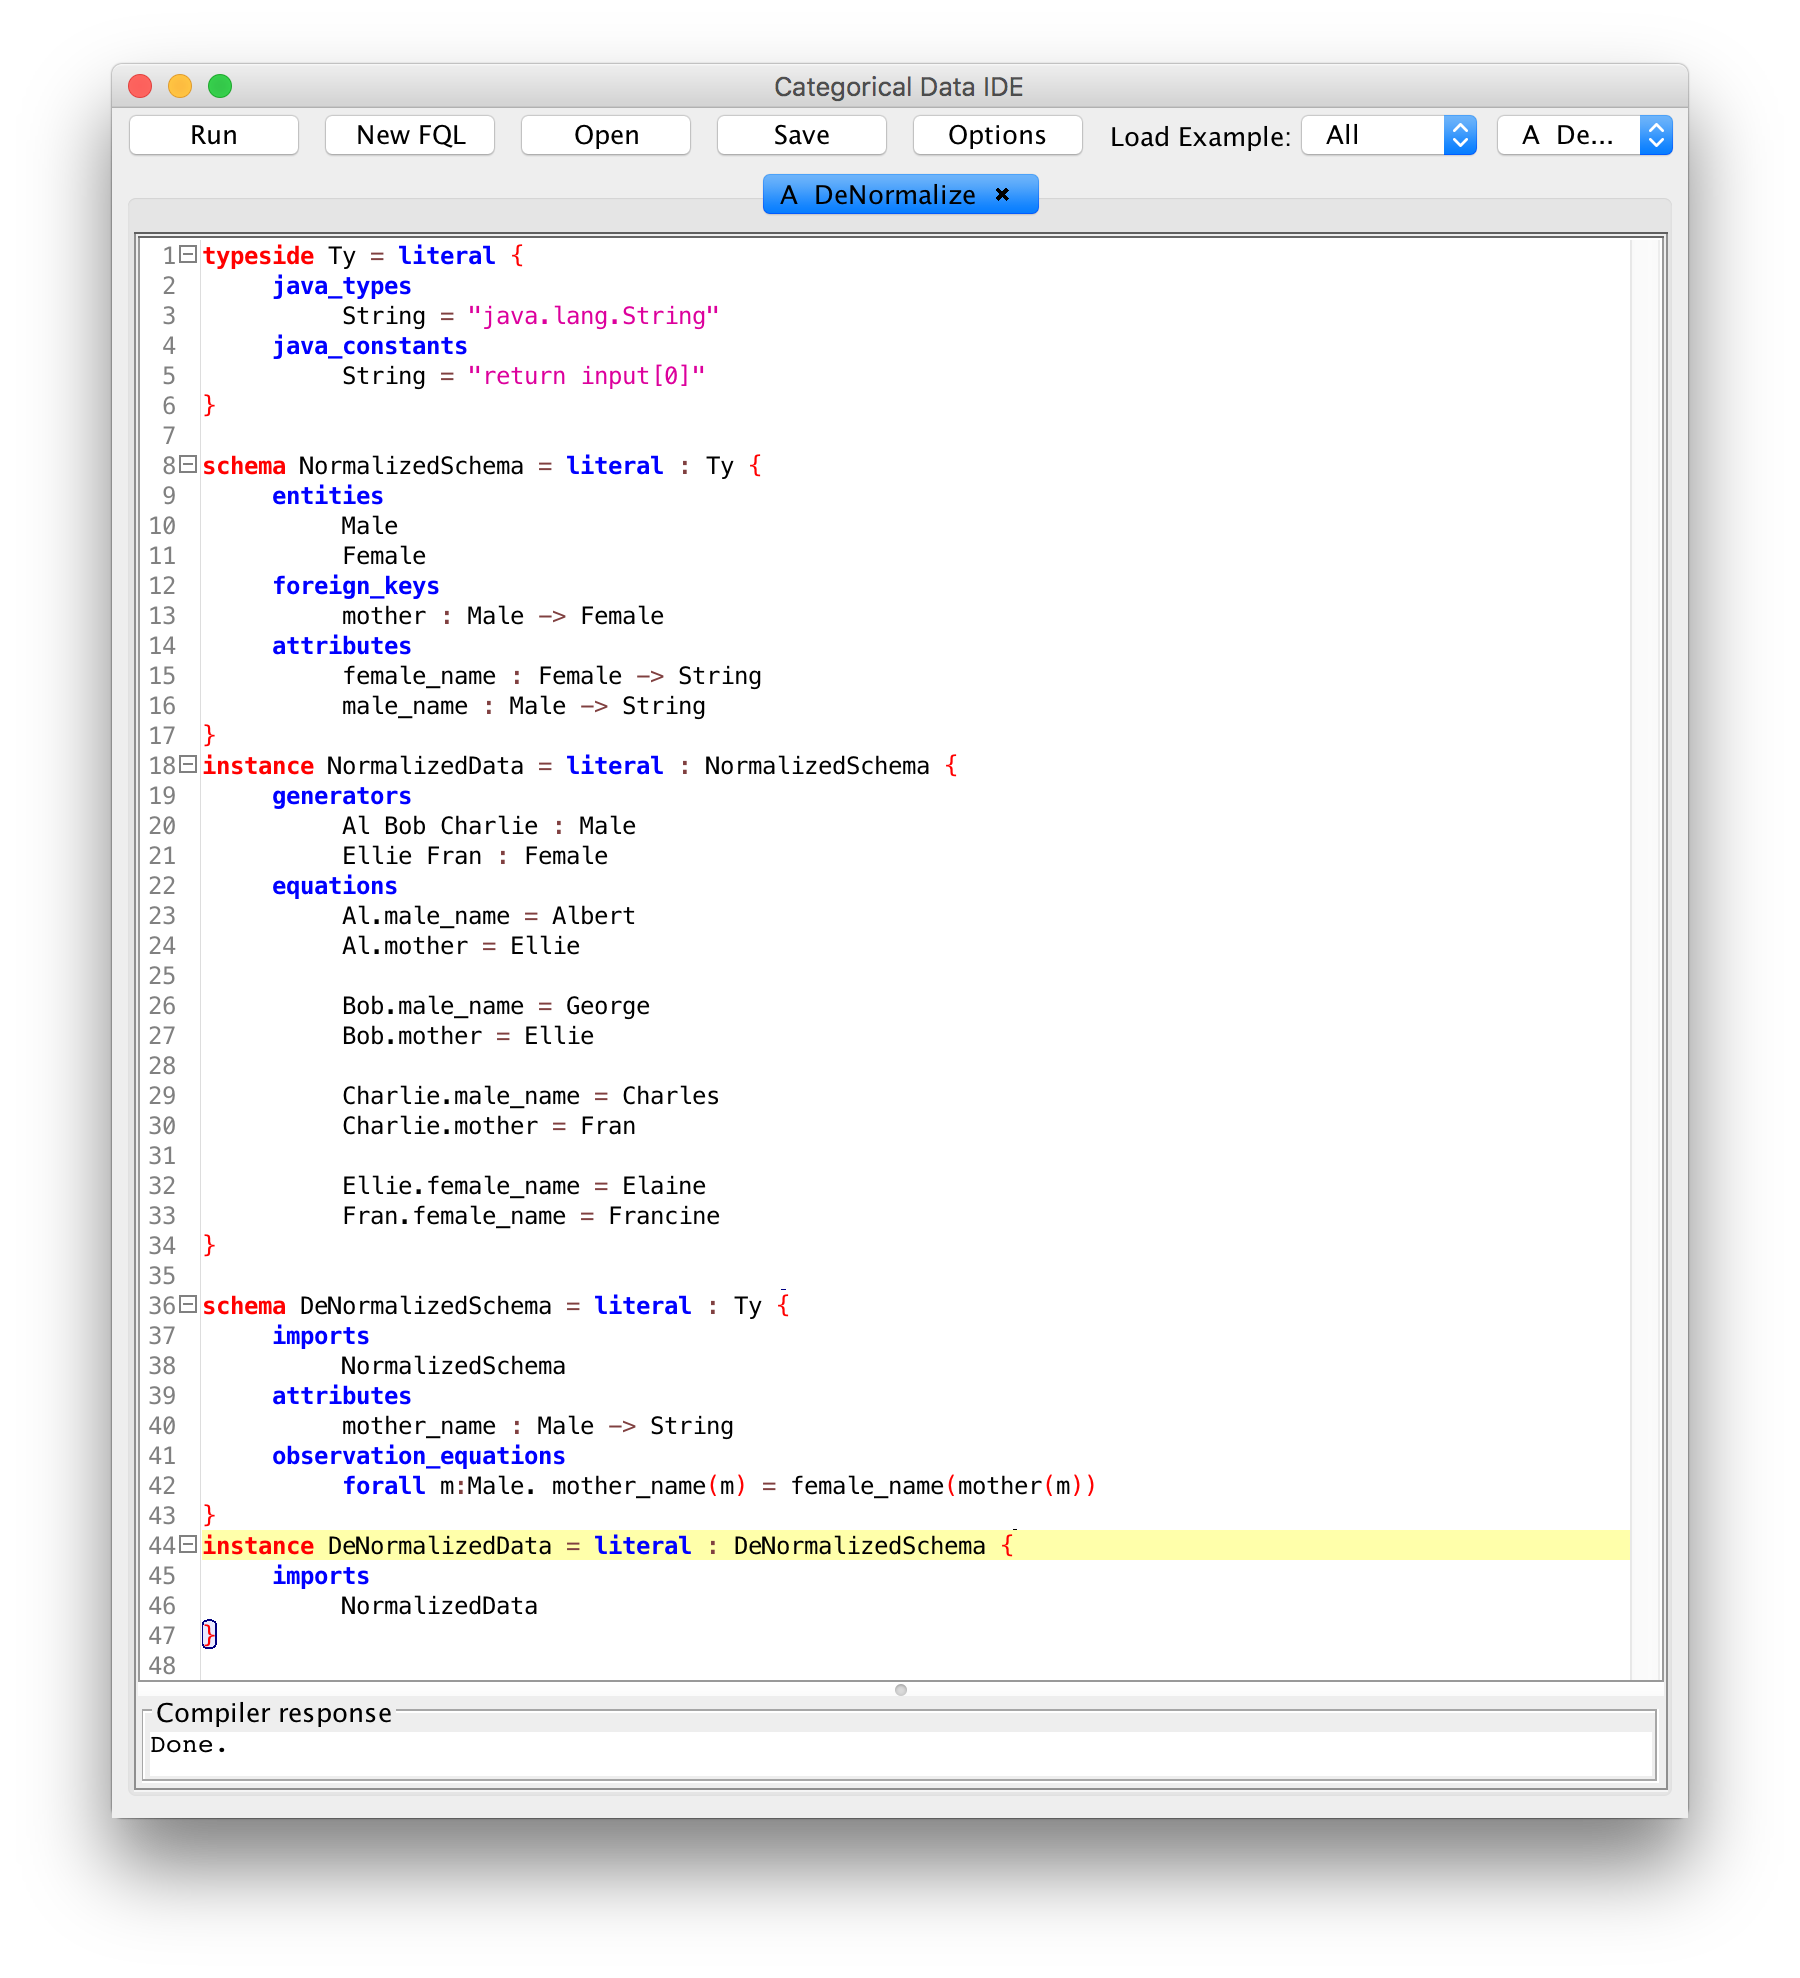 Categorical Data IDE
Run New FQL Open Save Options Load Example: All A De...
A DeNormalize ✖
1 typeside Ty = literal {
2 java_types
3 String = "java.lang.String"
4 java_constants
5 String = "return input[0]"
6 }
7
8 schema NormalizedSchema = literal : Ty {
9 entities
10 Male
11 Female
12 foreign_keys
13 mother : Male -> Female
14 attributes
15 female_name : Female -> String
16 male_name : Male -> String
17 }
18 instance NormalizedData = literal : NormalizedSchema {
19 generators
20 Al Bob Charlie : Male
21 Ellie Fran : Female
22 equations
23 Al.male_name = Albert
24 Al.mother = Ellie
25
26 Bob.male_name = George
27 Bob.mother = Ellie
28
29 Charlie.male_name = Charles
30 Charlie.mother = Fran
31
32 Ellie.female_name = Elaine
33 Fran.female_name = Francine
34 }
35
36 schema DeNormalizedSchema = literal : Ty {
37 imports
38 NormalizedSchema
39 attributes
40 mother_name : Male -> String
41 observation_equations
42 forall m:Male. mother_name(m) = female_name(mother(m))
43 }
44 instance DeNormalizedData = literal : DeNormalizedSchema {
45 imports
46 NormalizedData
47 }
48
Compiler response
Done.